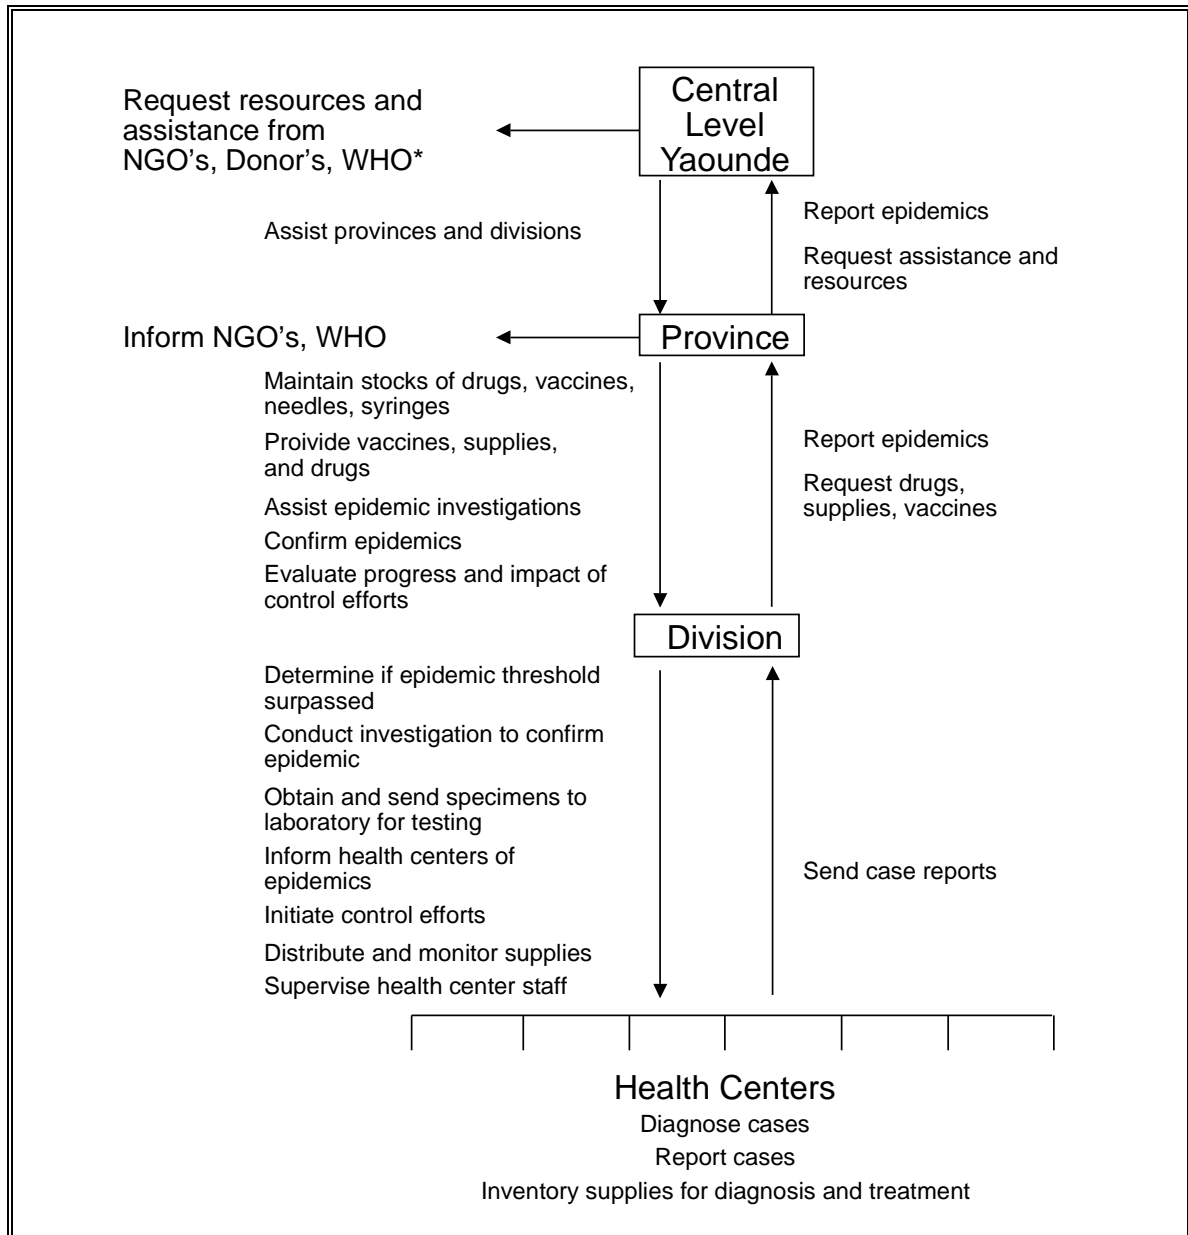 Request resources and
assistance from
NGO's, Donor's, WHO*
Central
Level
Yaounde
Assist provinces and divisions
Report epidemics
Request assistance and
resources
Inform NGO's, WHO
Province
Maintain stocks of drugs, vaccines,
needles, syringes
Proivide vaccines, supplies,
and drugs
Assist epidemic investigations
Confirm epidemics
Evaluate progress and impact of
control efforts
Report epidemics
Request drugs,
supplies, vaccines
Division
Determine if epidemic threshold
surpassed
Conduct investigation to confirm
epidemic
Obtain and send specimens to
laboratory for testing
Inform health centers of
epidemics
Initiate control efforts
Distribute and monitor supplies
Supervise health center staff
Send case reports
Health Centers
Diagnose cases
Report cases
Inventory supplies for diagnosis and treatment